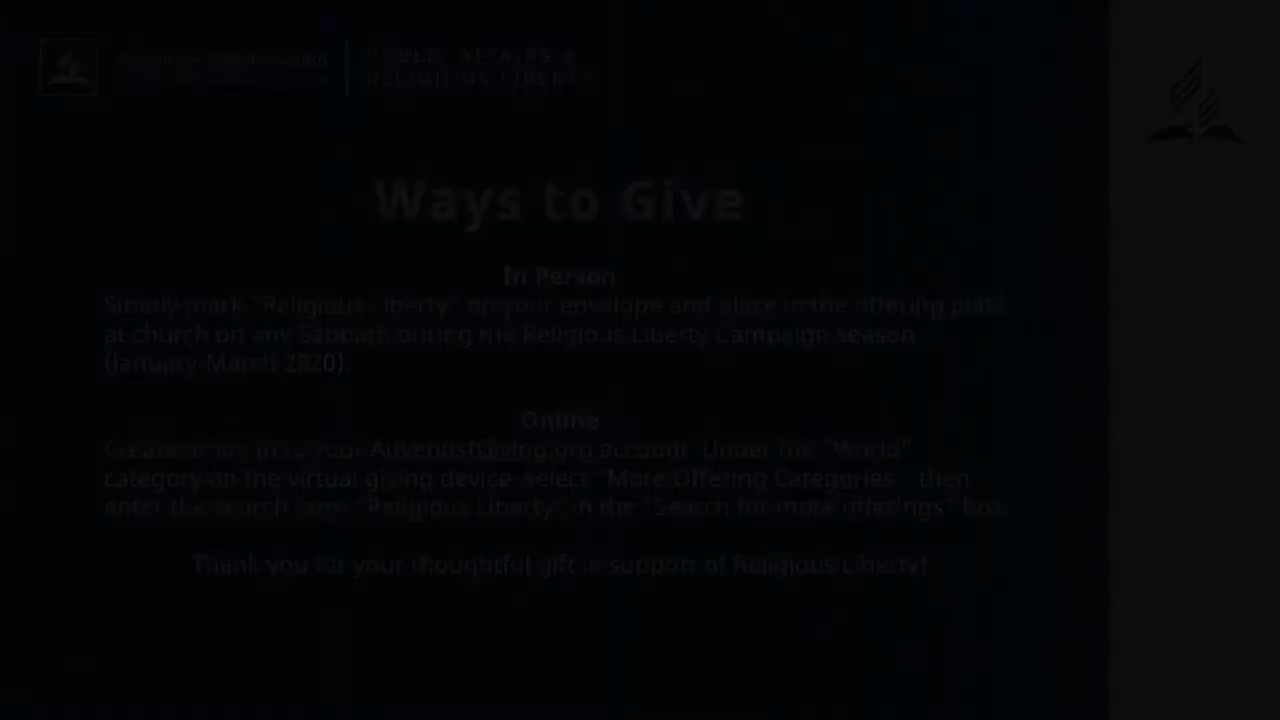 PUBLIC AFFAIRS &
RELIGIOUS LIBERTY
Ways to Give
In Person
Simply mark "Religious Liberty" on your envelope and place in the offering plate
at church on any Sabbath during the Religious Liberty Campaign season
(January-March 2020).
Online
Create or log in to your AdventistGiving.org account. Under the "World"
category on the virtual giving device, select "More Offering Categories," then
enter the search term "Religious Liberty" in the "Search for more offerings" box.
Thank you for your thoughtful gift in support of Religious Liberty!